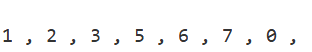 1 , 2 , 3 , 5 , 6 , 7 , 0 ,